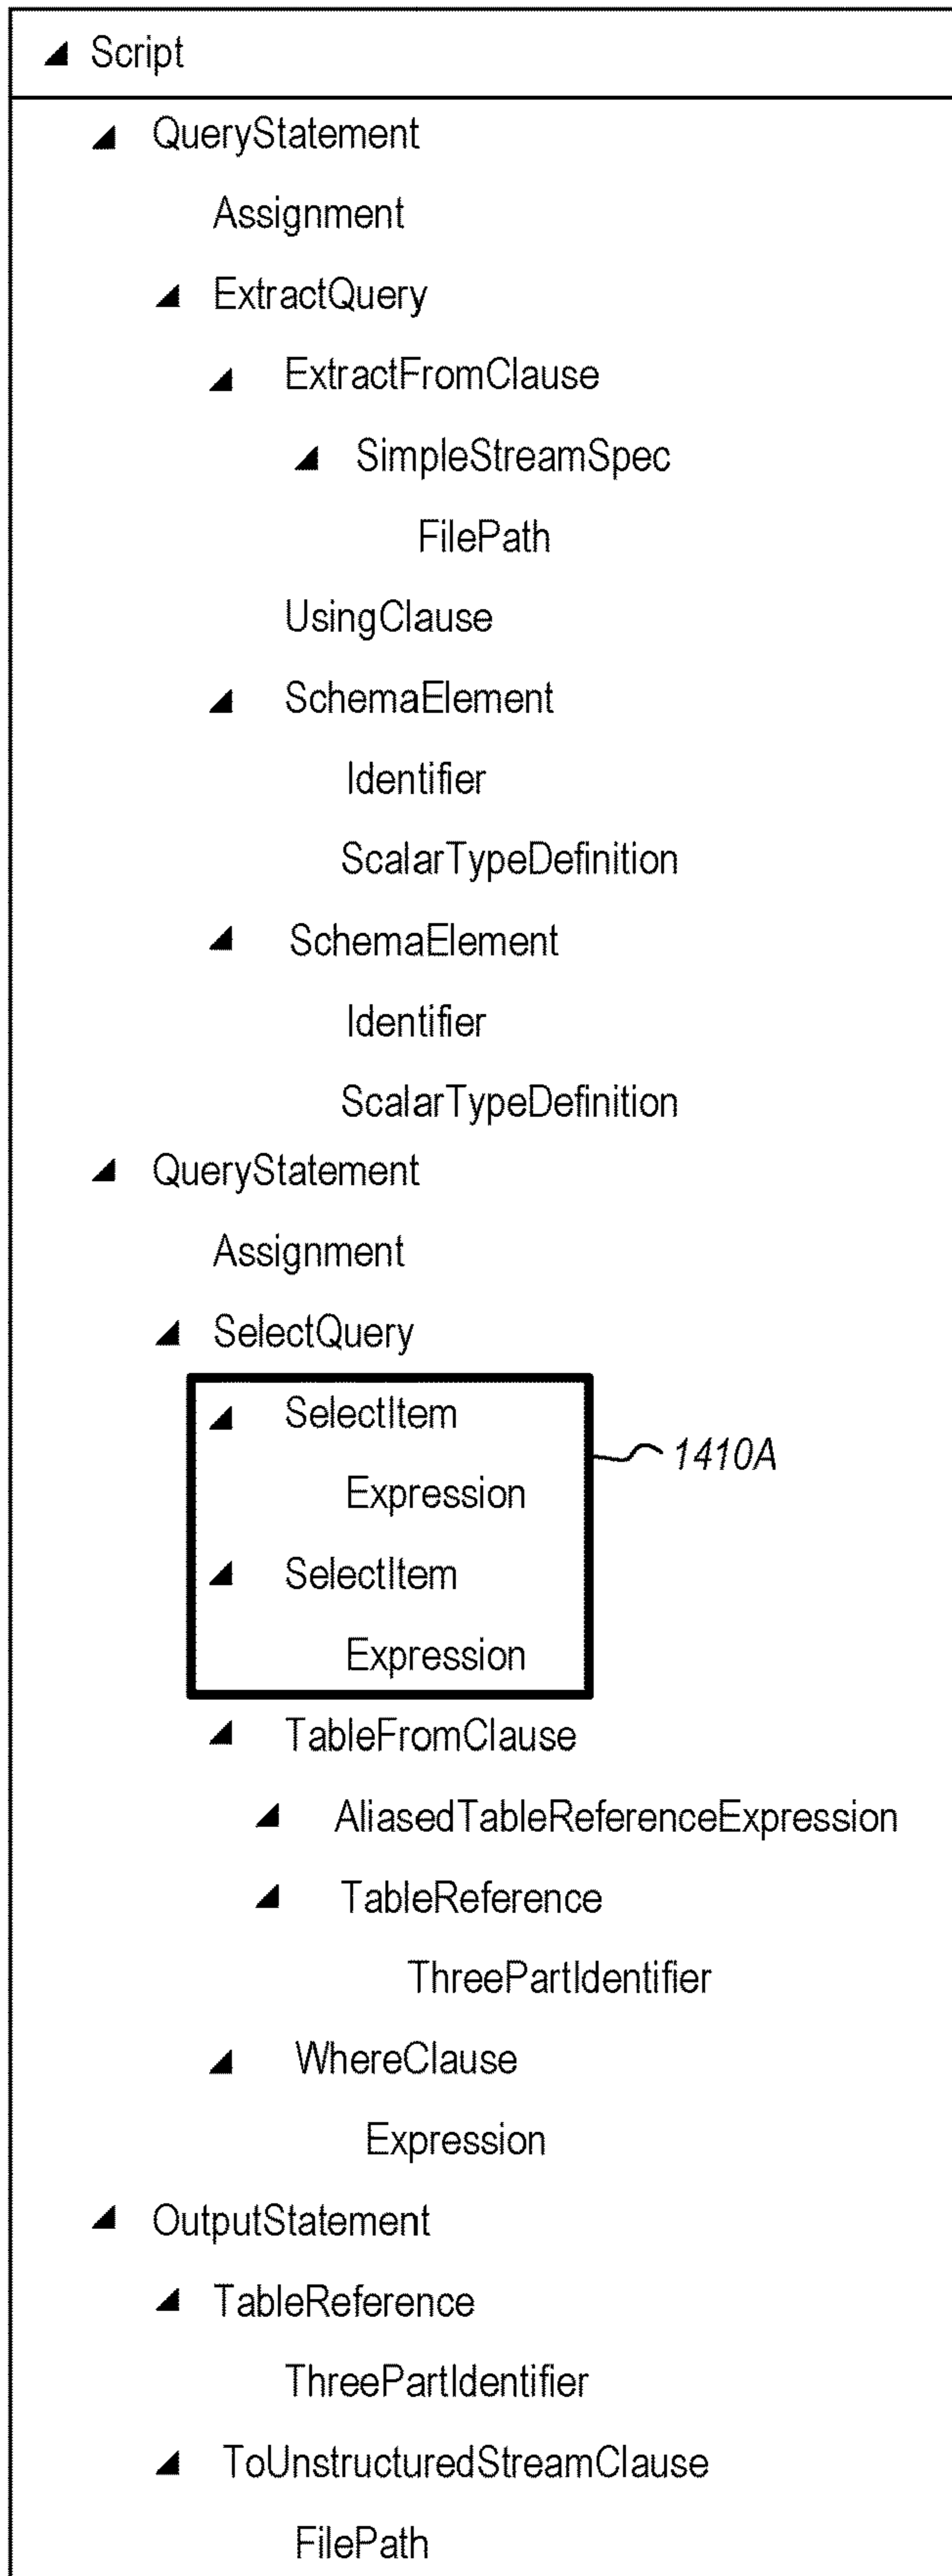 Script
QueryStatement
Assignment
ExtractQuery
ExtractFromClause
SimpleStreamSpec
FilePath
UsingClause
SchemaElement
Identifier
ScalarTypeDefinition
SchemaElement
Identifier
ScalarTypeDefinition
QueryStatement
Assignment
SelectQuery
SelectItem
1410A
Expression
SelectItem
Expression
TableFromClause
AliasedTableReferenceExpression
TableReference
ThreePartIdentifier
WhereClause
Expression
OutputStatement
TableReference
ThreePartIdentifier
ToUnstructuredStreamClause
FilePath